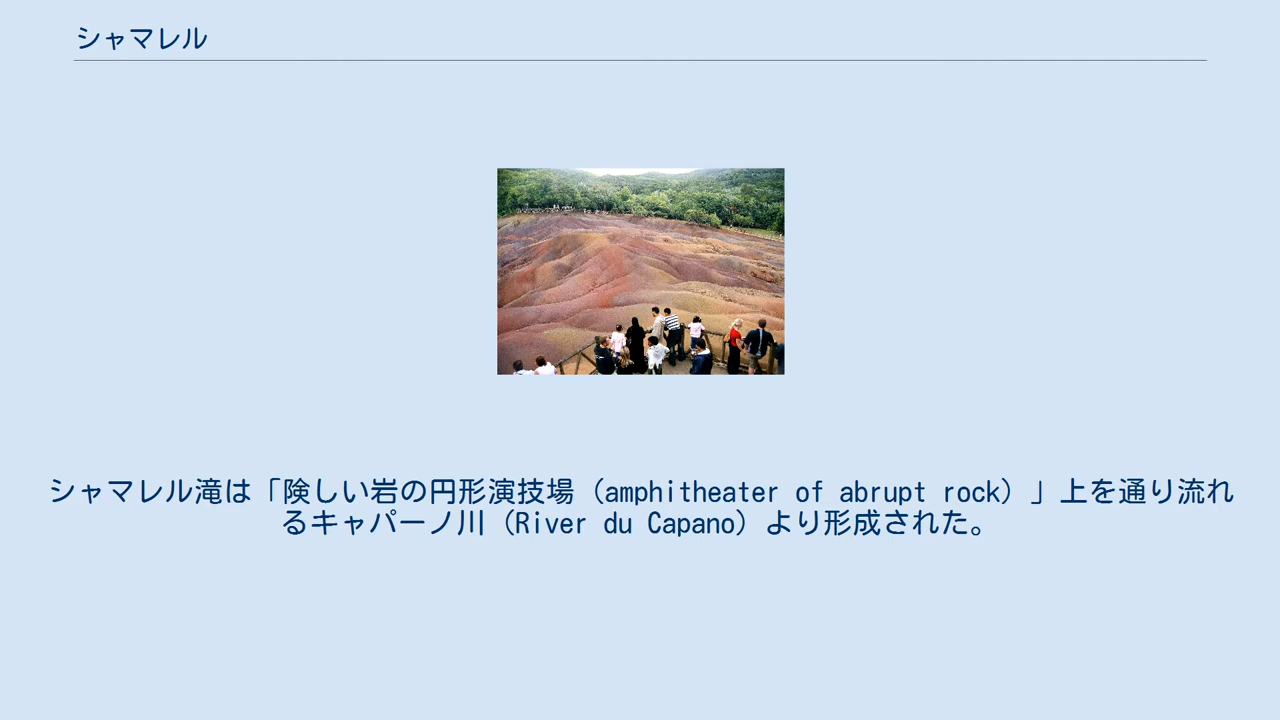 シャマレル
シャマレル滝は「険しい岩の円形演技場（amphitheater of abrupt rock）」上を通り流れ
るキャパーノ川（River du Capano）より形成された。